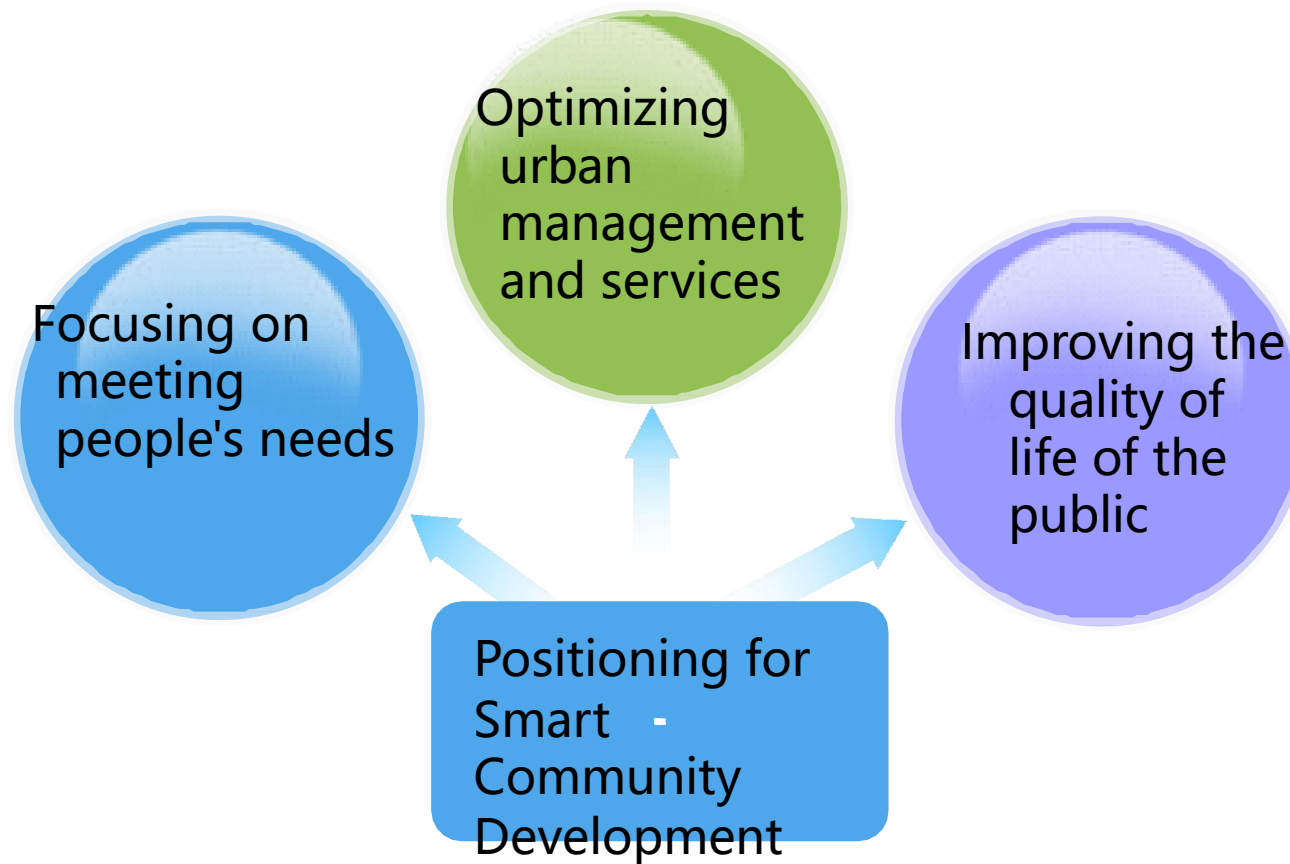 Optimizing
urban
management
and services
Focusing on
meeting
people's needs
Improving the
quality of
life of the
public
Positioning for
Smart
Community
Development